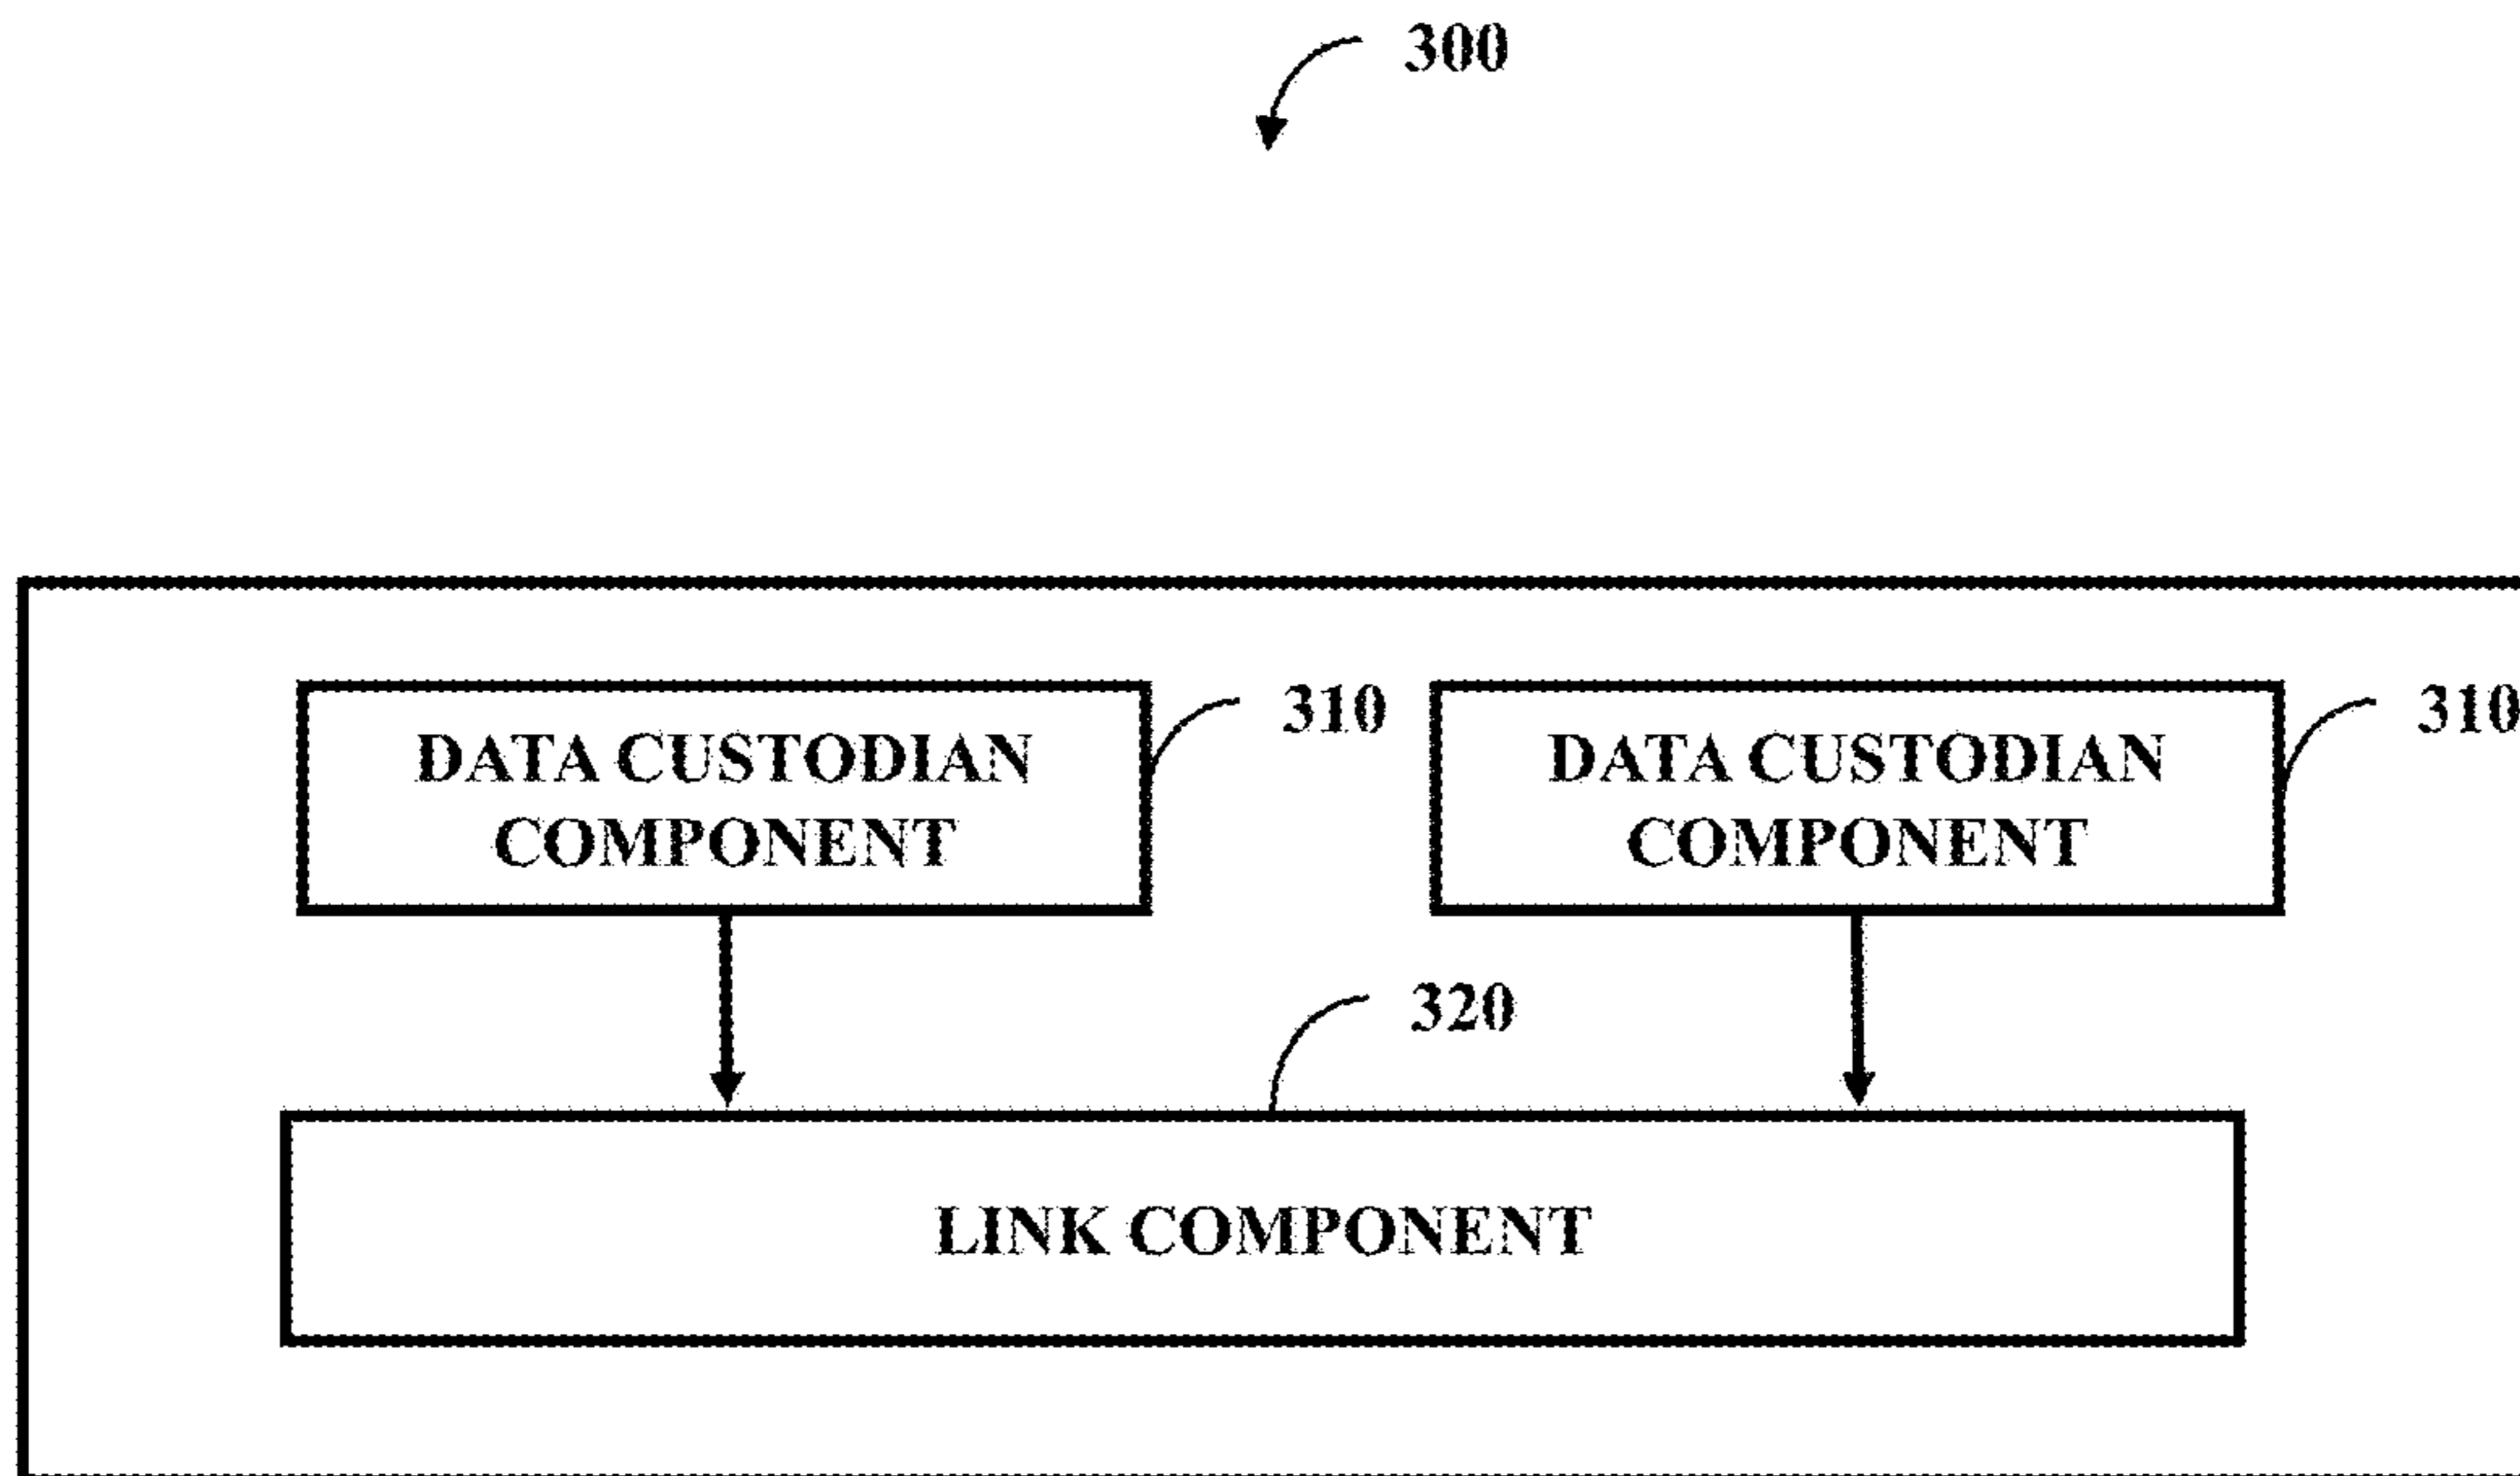 300
DATA CUSTODIAN
COMPONENT
310
DATA CUSTODIAN
COMPONENT
310
320
LINK COMPONENT